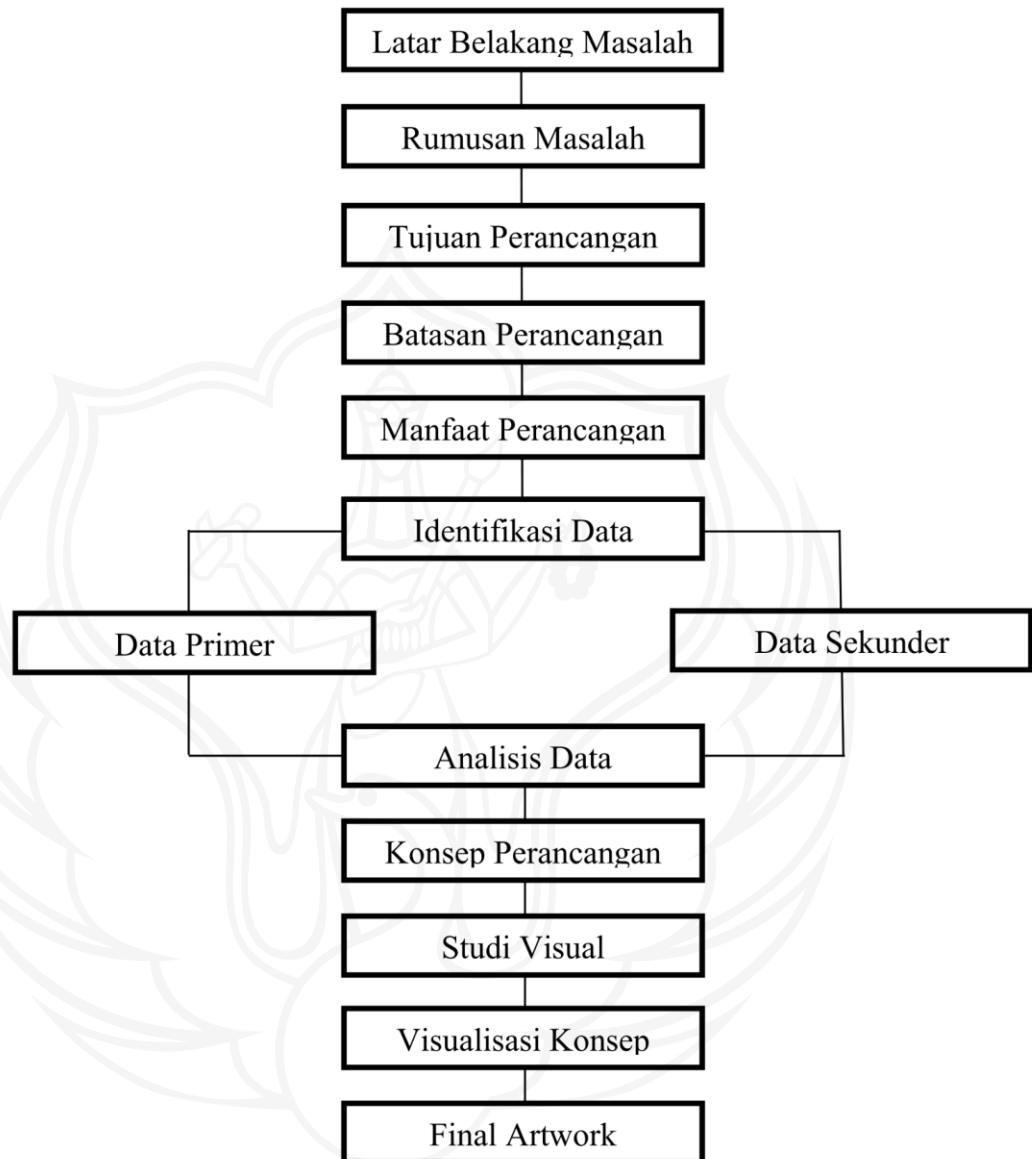 Latar Belakang Masalah
Rumusan Masalah
Tujuan Perancangan
Batasan Perancangan
Manfaat Perancangan
Identifikasi Data
Data Primer
Data Sekunder
Analisis Data
Konsep Perancangan
Studi Visual
Visualisasi Konsep
Final Artwork